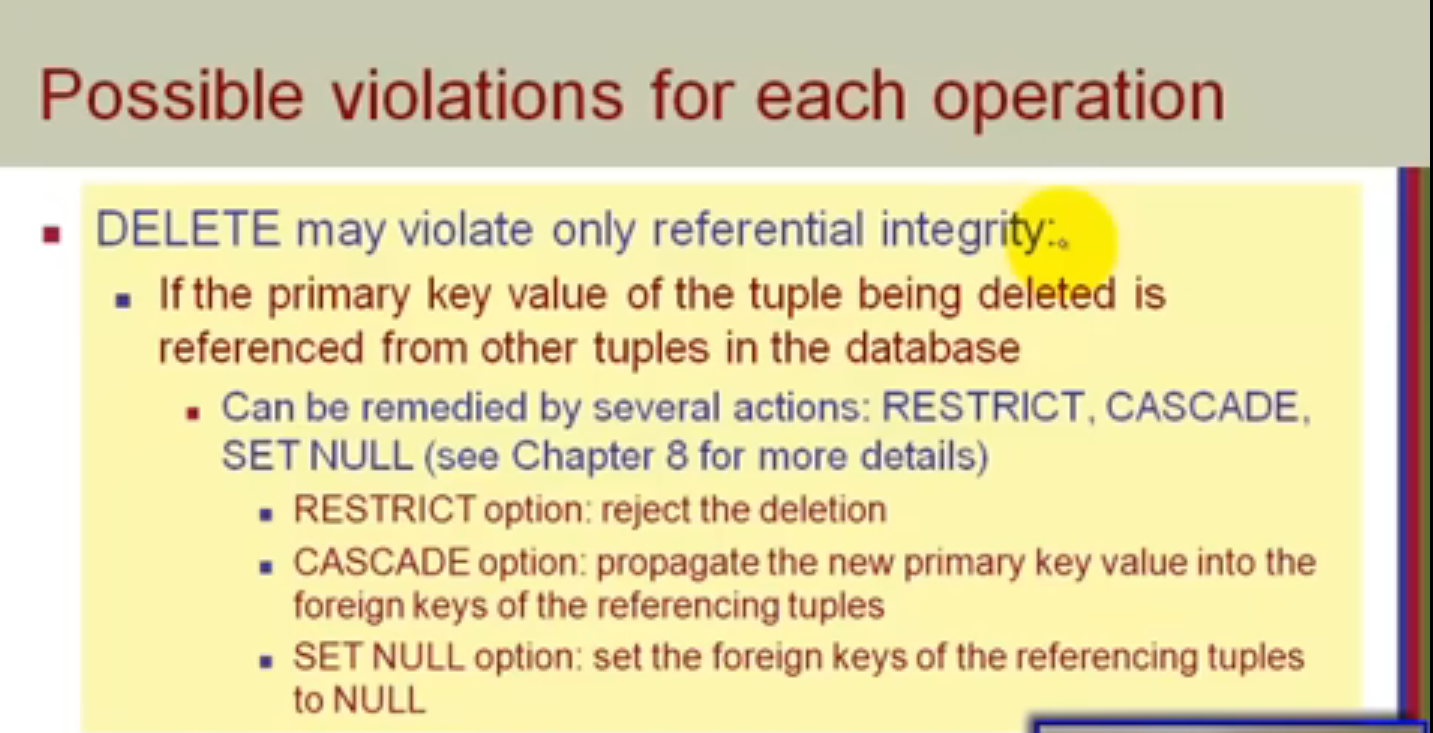 Possible violations for each operation
DELETE may violate only referential integrity:
If the primary key value of the tuple being deleted is
referenced from other tuples in the database
Can be remedied by several actions: RESTRICT, CASCADE,
SET NULL (see Chapter 8 for more details)
RESTRICT option: reject the deletion
CASCADE option: propagate the new primary key value into the
foreign keys of the referencing tuples
SET NULL option: set the foreign keys of the referencing tuples
to NULL